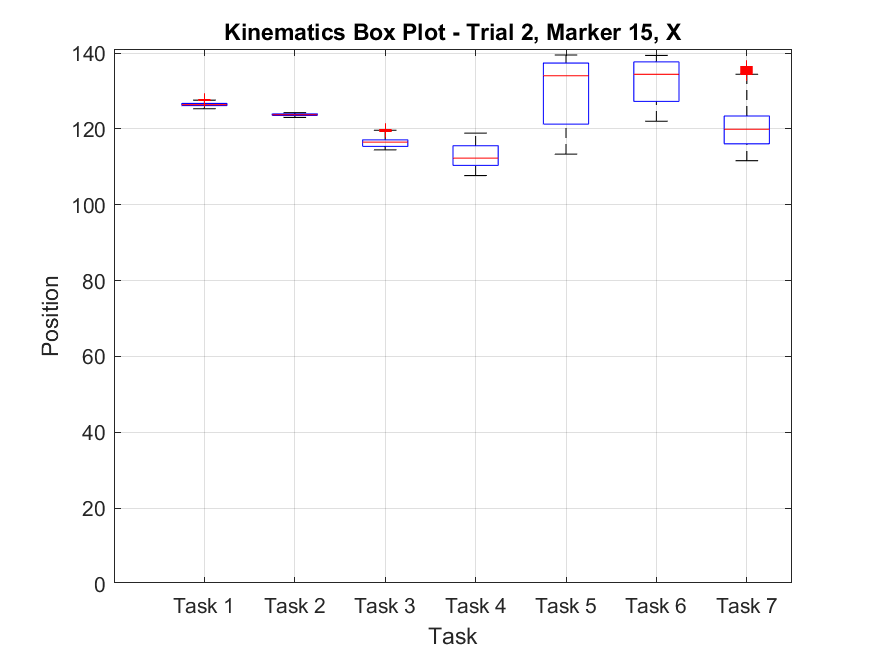 Kinematics Box Plot - Trial 2, Marker 15, X
140
120
100
80
60
40
20
0
Position
Task 1 Task 2 Task 3 Task 4 Task 5 Task 6 Task 7
Task